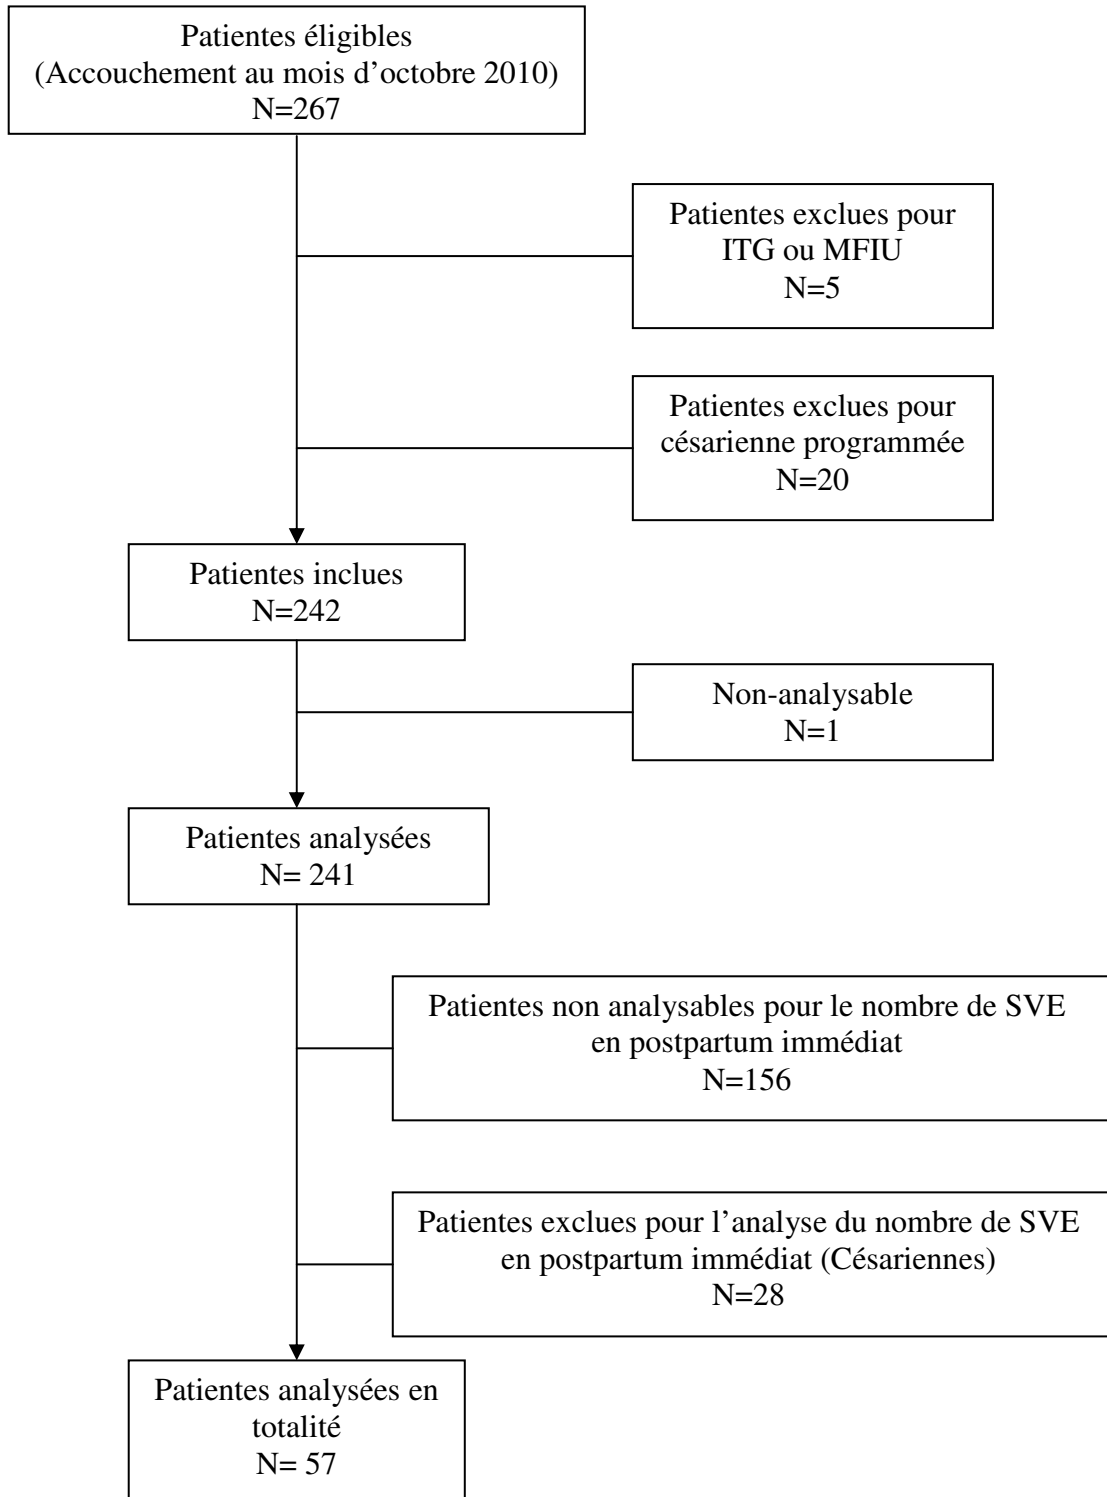 Patientes éligibles
(Accouchement au mois d’octobre 2010)
N=267
Patientes exclues pour
ITG ou MFIU
N=5
Patientes exclues pour
césarienne programmée
N=20
Patientes inclues
N=242
Non-analysable
N=1
Patientes analysées
N= 241
Patientes non analysables pour le nombre de SVE
en postpartum immédiat
N=156
Patientes exclues pour l’analyse du nombre de SVE
en postpartum immédiat (Césariennes)
N=28
Patientes analysées en
totalité
N= 57